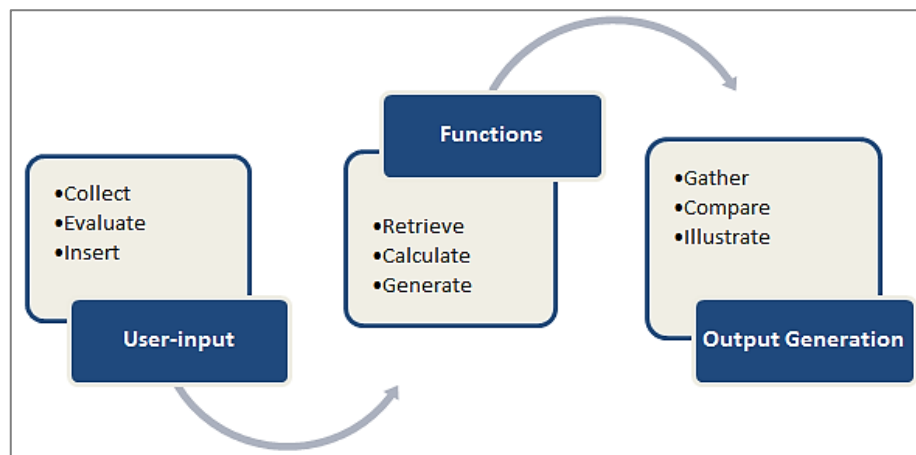 •Collect
•Evaluate
•Insert
User-input
Functions
•Retrieve
•Calculate
•Generate
•Gather
•Compare
•Illustrate
Output Generation